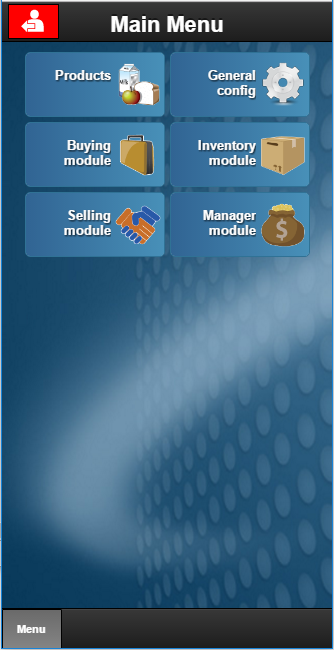 Main Menu
Products
General
config
Buying
module
Inventory
module
Selling
module
Manager
module
Menu